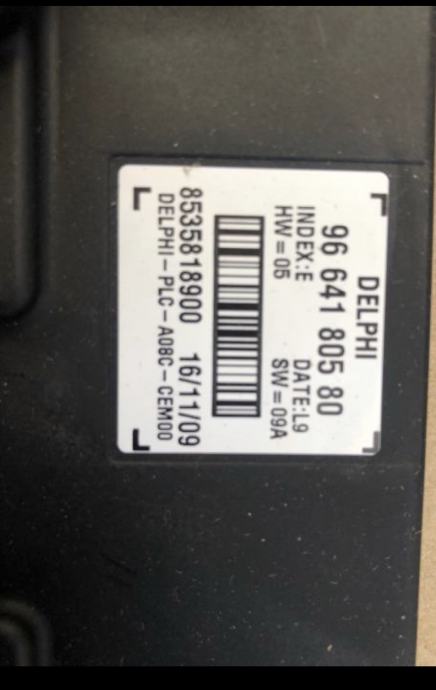 DELPHI
96 641 805 80
INDEX:E DATE:L9
HW=05 SW=09A
8535818900 16/11/09
DELPHI-PLC-A08C-CEM00